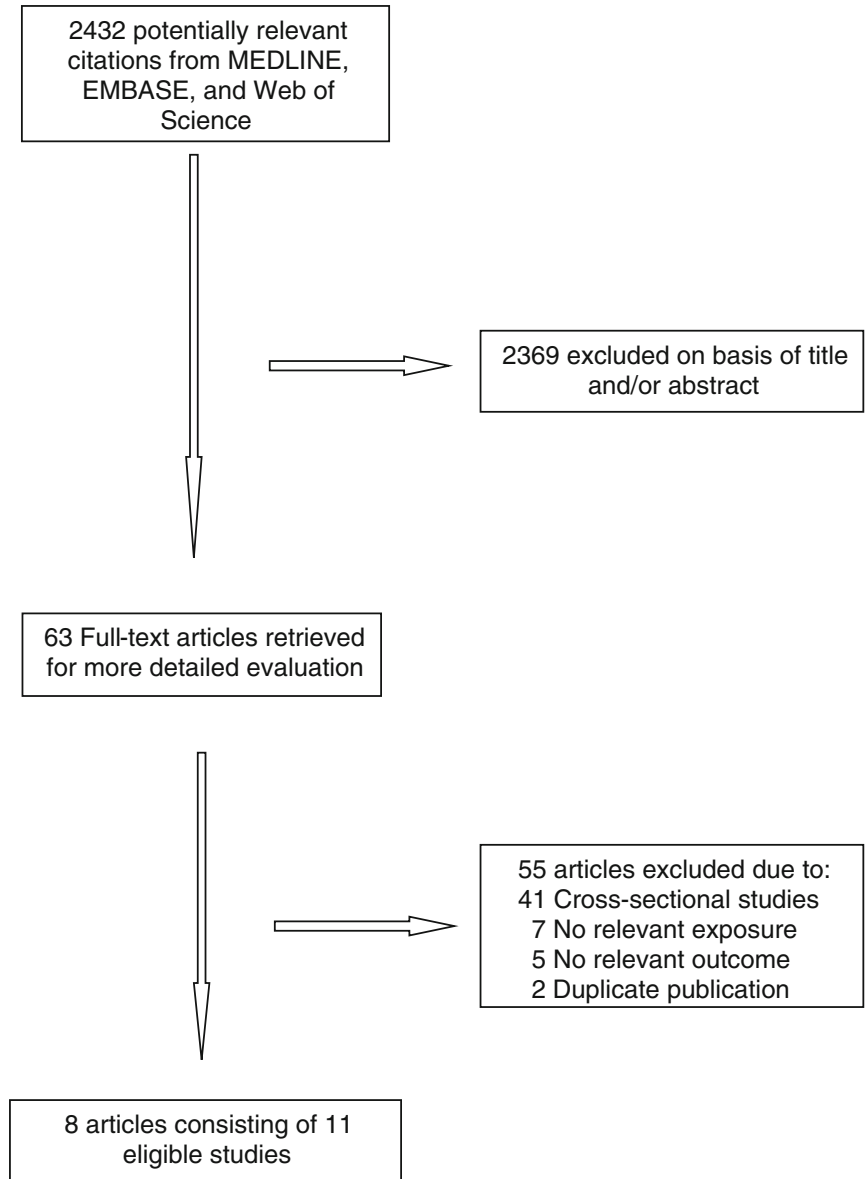 2432 potentially relevant
citations from MEDLINE,
EMBASE, and Web of
Science
2369 excluded on basis of title
and/or abstract
63 Full-text articles retrieved
for more detailed evaluation
55 articles excluded due to:
41 Cross-sectional studies
7 No relevant exposure
5 No relevant outcome
2 Duplicate publication
8 articles consisting of 11
eligible studies